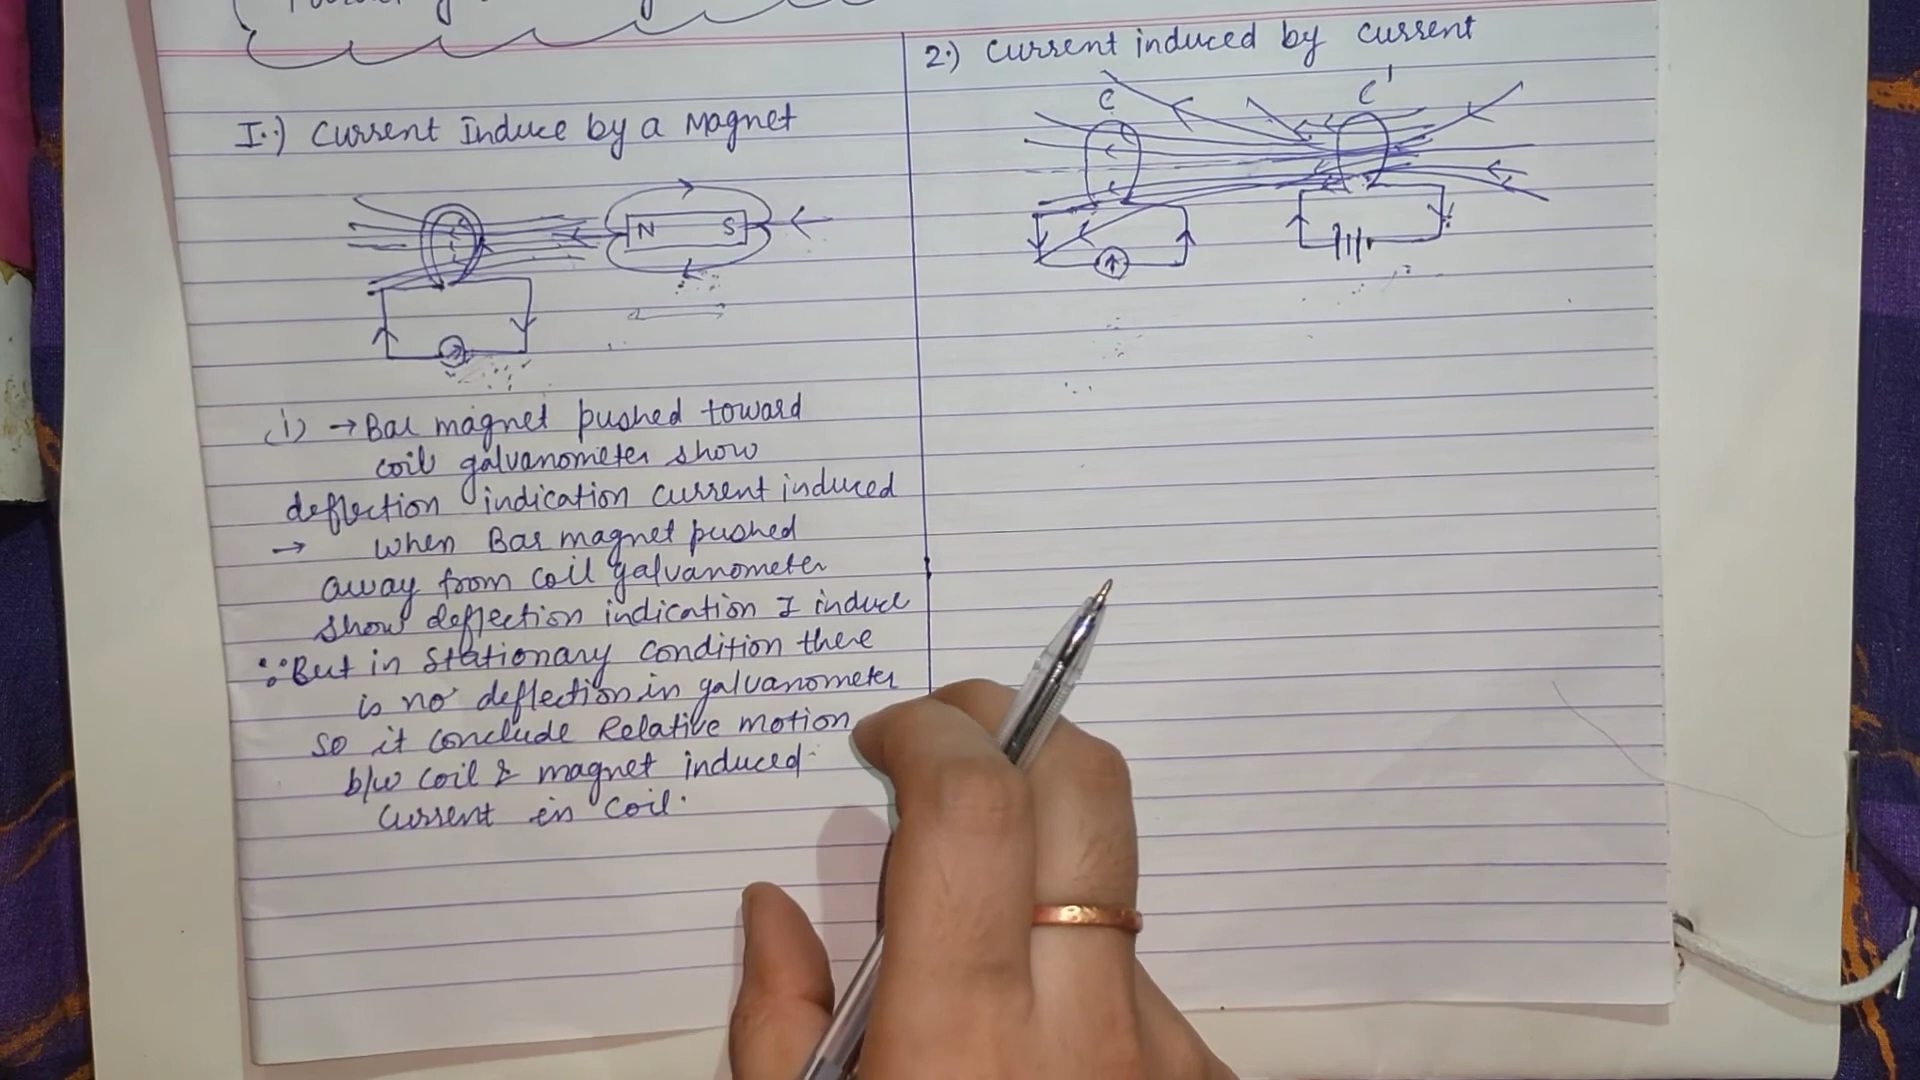 I.) Current Induce by a Magnet
N S
(i) → Bar magnet pushed toward
coil galvanometer show
deflection indication current induced
→ when Bar magnet pushed
away from coil galvanometer
show deflection indication I induce
But in stationary condition there
is no deflection in galvanometer
so it conclude Relative motion
b/w coil & magnet induced
current in coil.
2.) Current induced by current
C C'